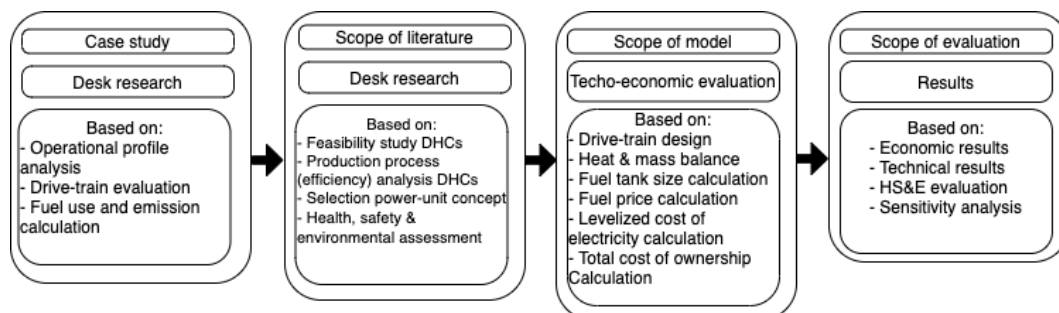 Case study
Desk research
Based on:
- Operational profile
analysis
- Drive-train evaluation
- Fuel use and emission
calculation
Scope of literature
Desk research
Based on:
- Feasibility study DHCs
- Production process
(efficiency) analysis DHCs
- Selection power-unit concept
- Health, safety &
environmental assessment
Scope of model
Techo-economic evaluation
Based on:
- Drive-train design
- Heat & mass balance
- Fuel tank size calculation
- Fuel price calculation
- Levelized cost of
electricity calculation
- Total cost of ownership
Calculation
Scope of evaluation
Results
Based on:
- Economic results
- Technical results
- HS&E evaluation
- Sensitivity analysis